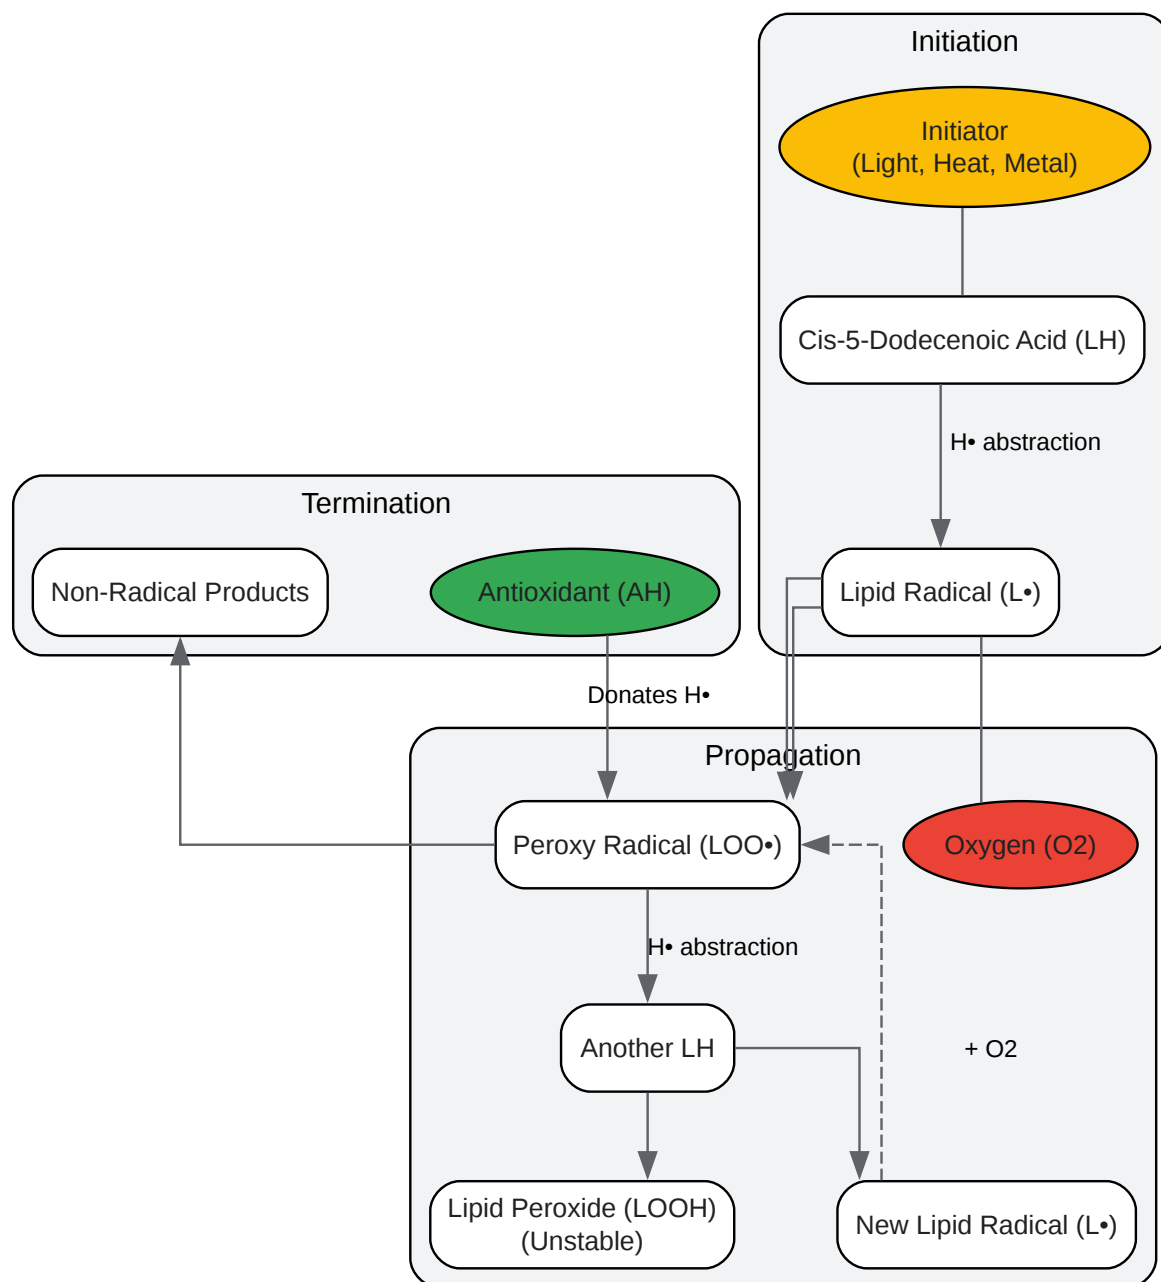 Initiation
Initiator
(Light, Heat, Metal)
Cis-5-Dodecenoic Acid (LH)
H• abstraction
Termination
Non-Radical Products
Antioxidant (AH)
Lipid Radical (L•)
Donates H•
Propagation
Peroxy Radical (LOO•)
Oxygen (O2)
H• abstraction
Another LH
+ O2
Lipid Peroxide (LOOH)
(Unstable)
New Lipid Radical (L•)